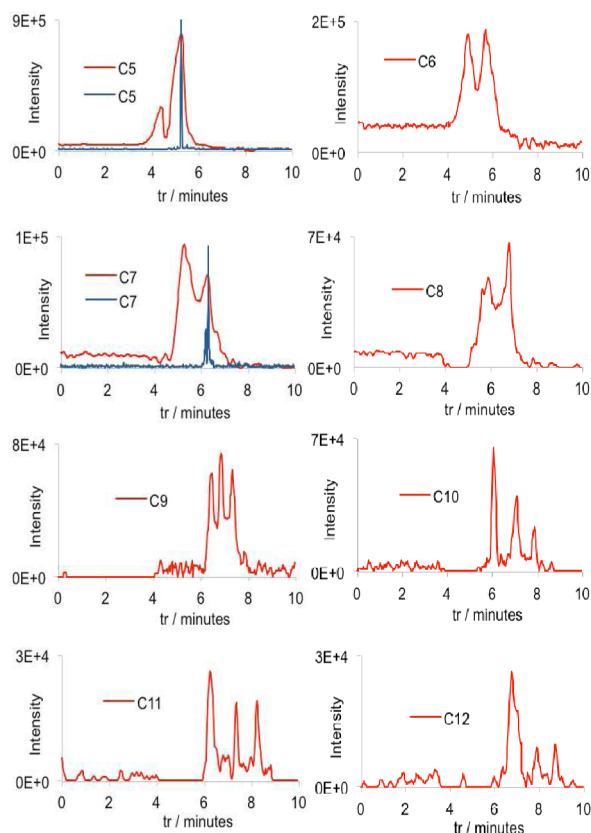 9E+5
Intensity
C5
C5
0E+0
0 2 4 6 8 10
tr / minutes
2E+5
Intensity
C6
0E+0
0 2 4 6 8 10
tr / minutes
1E+5
Intensity
C7
C7
0E+0
0 2 4 6 8 10
tr / minutes
7E+4
Intensity
C8
0E+0
0 2 4 6 8 10
tr / minutes
8E+4
Intensity
C9
0E+0
0 2 4 6 8 10
tr / minutes
7E+4
Intensity
C10
0E+0
0 2 4 6 8 10
tr / minutes
3E+4
Intensity
C11
0E+0
0 2 4 6 8 10
tr / minutes
3E+4
Intensity
C12
0E+0
0 2 4 6 8 10
tr / minutes